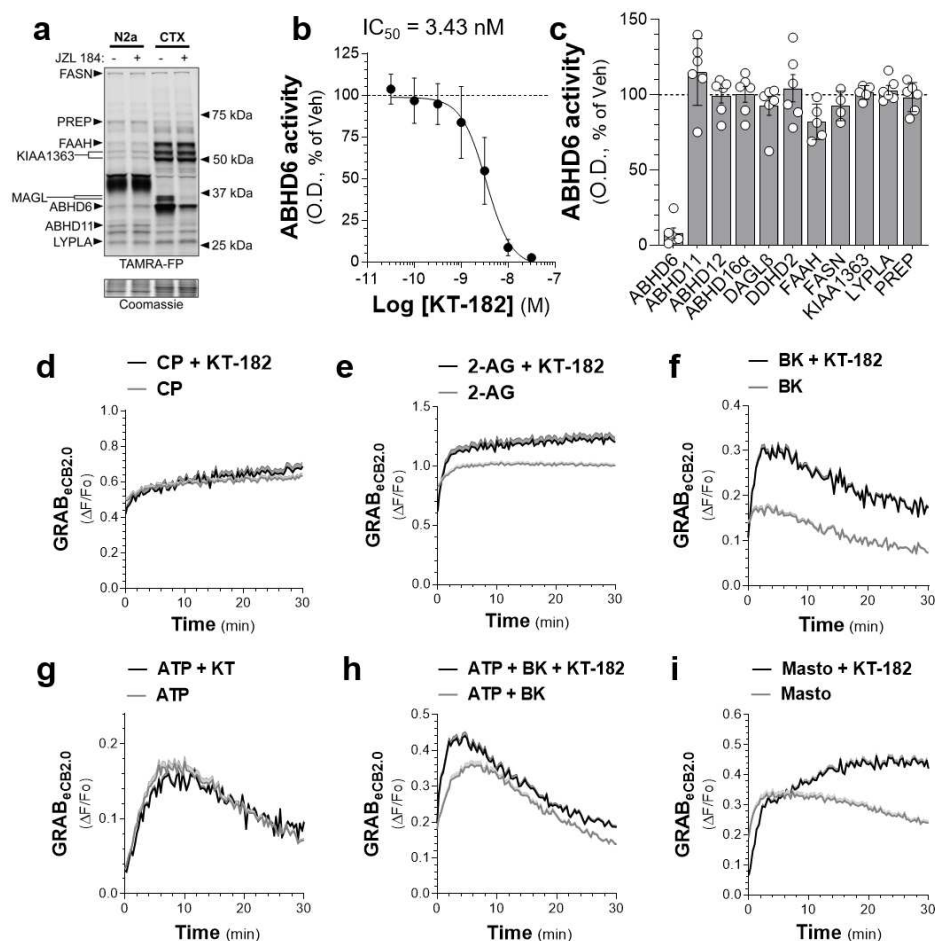 a
N2a CTX
JZL 184: - + - +
FASN
PREP
FAAH
KIAA1363
MAGL
ABHD6
ABHD11
LYPLA
75 kDa
50 kDa
37 kDa
25 kDa
TAMRA-FP
Coomassie
b
IC50 = 3.43 nM
ABHD6 activity
(O.D., % of Veh)
125
100
75
50
25
0
-11 -10 -9 -8 -7
Log [KT-182] (M)
c
ABHD6 activity
(O.D., % of Veh)
150
100
50
0
ABHD6
ABHD11
ABHD12
ABHD16α
DAGLβ
DDHD2
FAAH
FASN
KIAA1363
LYPLA
PREP
d
CP + KT-182
CP
GRABeCB2.0
(ΔF/Fo)
1.0
0.8
0.6
0.4
0.2
0.0
0 10 20 30
Time (min)
e
2-AG + KT-182
2-AG
GRABeCB2.0
(ΔF/Fo)
1.5
1.0
0.5
0.0
0 10 20 30
Time (min)
f
BK + KT-182
BK
GRABeCB2.0
(ΔF/Fo)
0.4
0.3
0.2
0.1
0.0
0 10 20 30
Time (min)
g
ATP + KT
ATP
GRABeCB2.0
(ΔF/Fo)
0.2
0.1
0.0
0 10 20 30
Time (min)
h
ATP + BK + KT-182
ATP + BK
GRABeCB2.0
(ΔF/Fo)
0.5
0.4
0.3
0.2
0.1
0.0
0 10 20 30
Time (min)
i
Masto + KT-182
Masto
GRABeCB2.0
(ΔF/Fo)
0.6
0.5
0.4
0.3
0.2
0.1
0.0
0 10 20 30
Time (min)